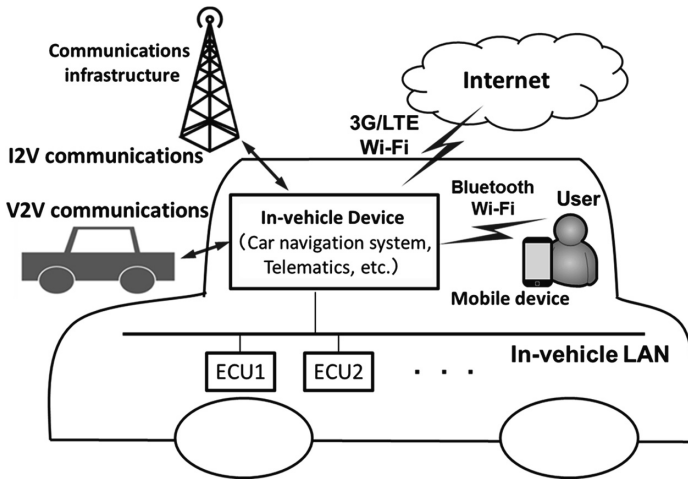 Communications
infrastructure
Internet
3G/LTE
Wi-Fi
I2V communications
V2V communications
Bluetooth
Wi-Fi
User
In-vehicle Device
(Car navigation system,
Telematics, etc.)
Mobile device
In-vehicle LAN
ECU1
ECU2
. . .